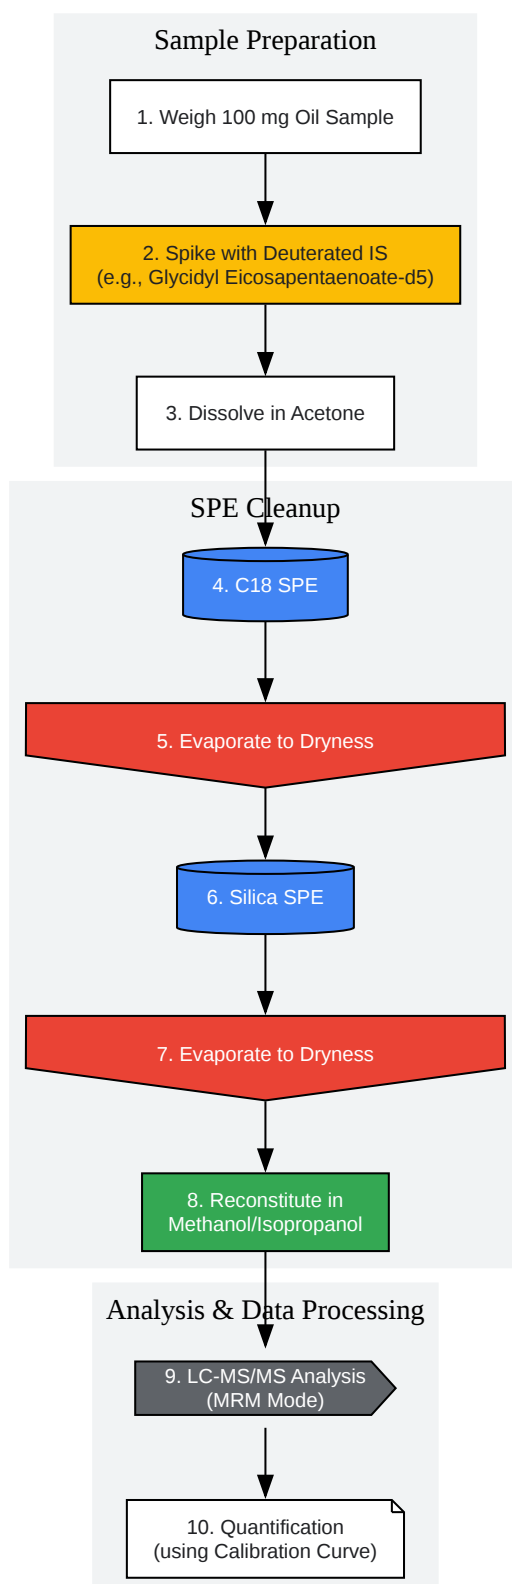 Sample Preparation
1. Weigh 100 mg Oil Sample
2. Spike with Deuterated IS
(e.g., Glycidyl Eicosapentaenoate-d5)
3. Dissolve in Acetone
SPE Cleanup
4. C18 SPE
5. Evaporate to Dryness
6. Silica SPE
7. Evaporate to Dryness
8. Reconstitute in
Methanol/Isopropanol
Analysis & Data Processing
9. LC-MS/MS Analysis
(MRM Mode)
10. Quantification
(using Calibration Curve)